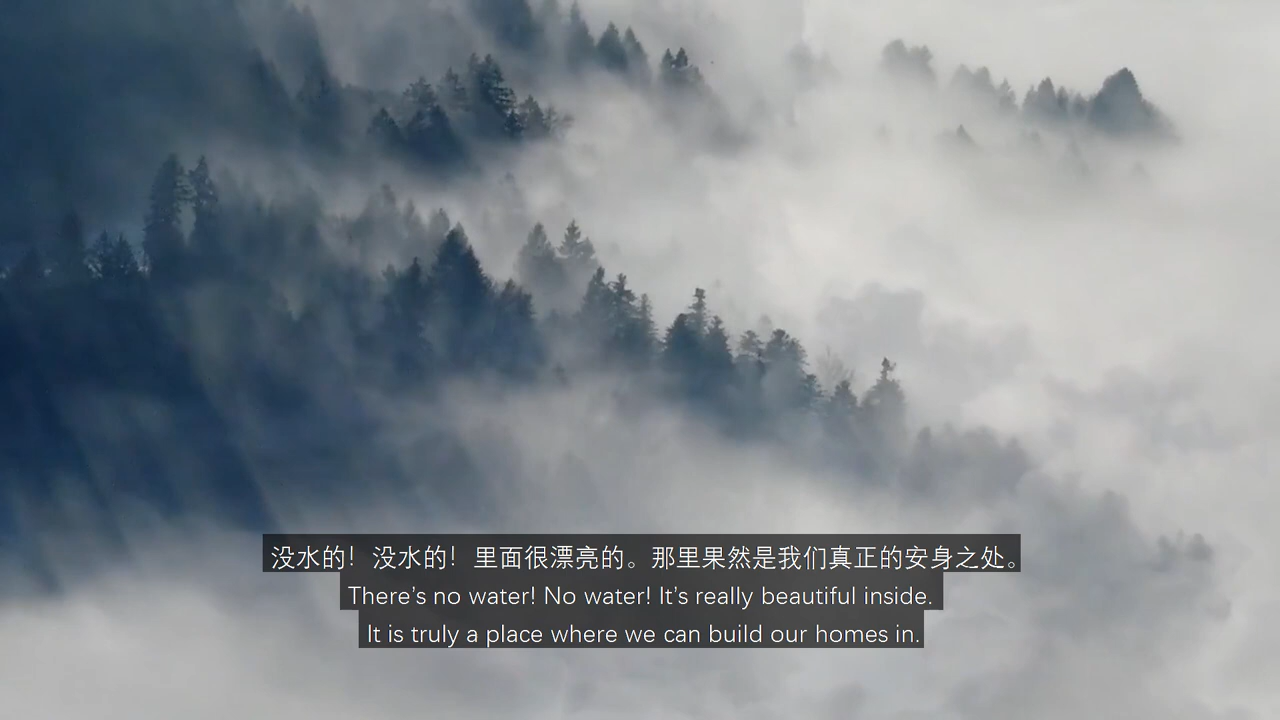 没水的！没水的！里面很漂亮的。那里果然是我们真正的安身之处。
There’s no water! No water! It’s really beautiful inside.
It is truly a place where we can build our homes in.